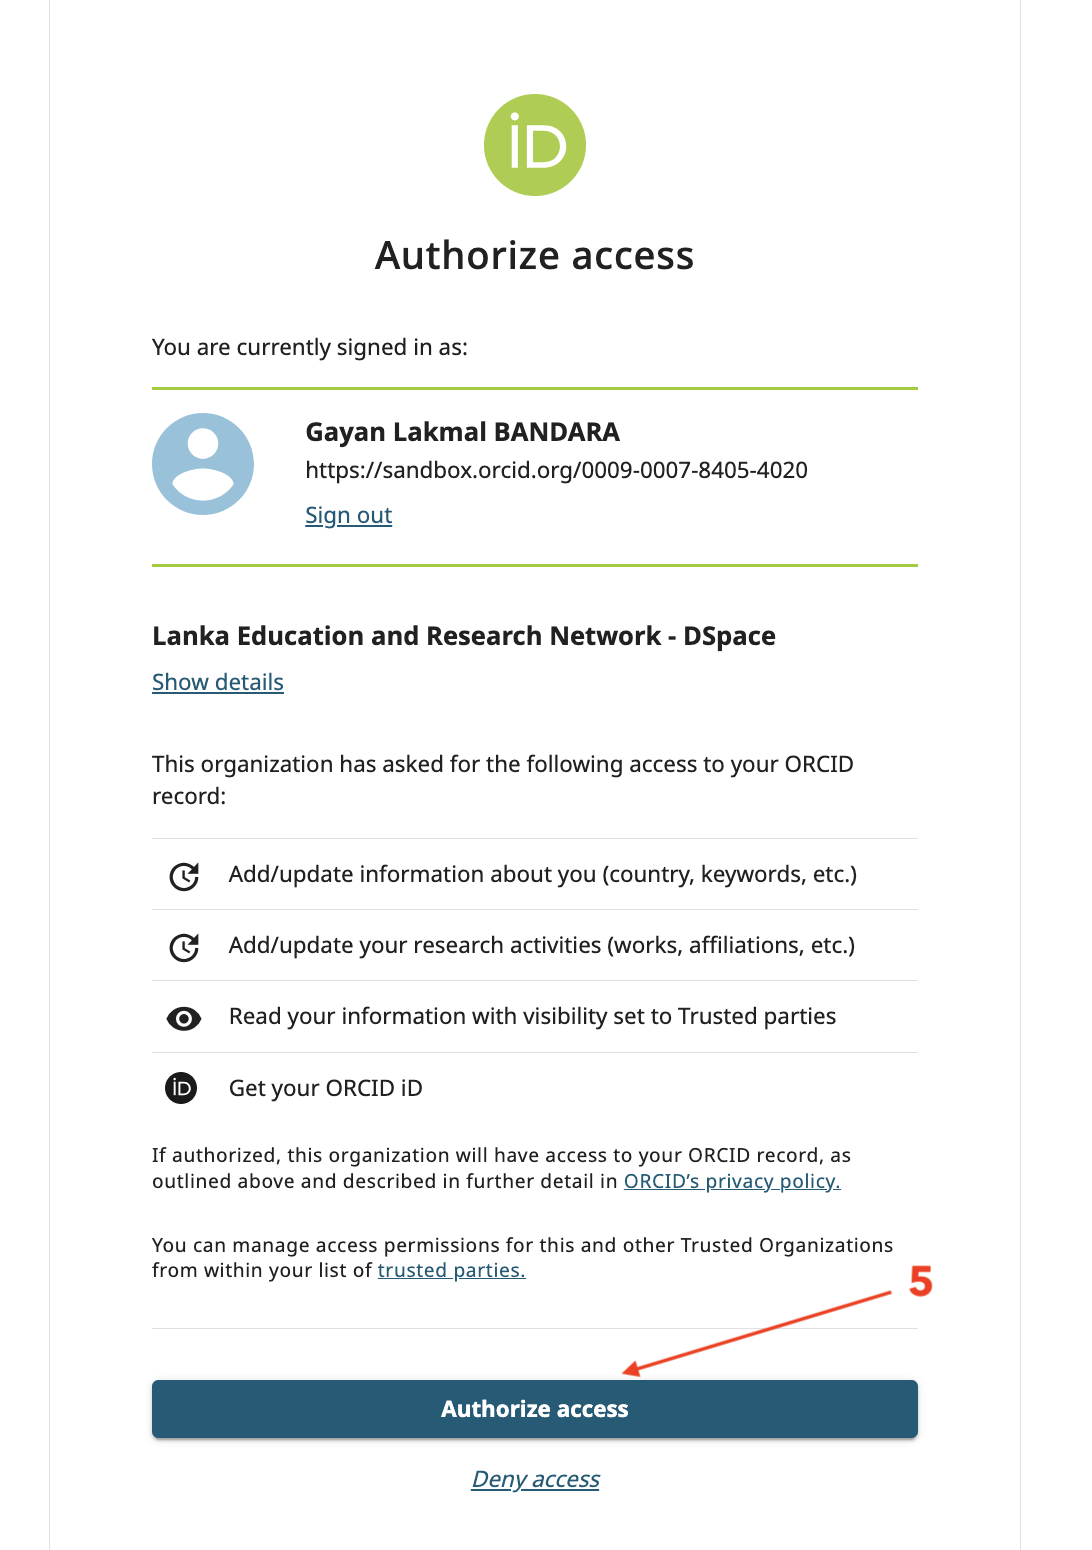 iD
Authorize access
You are currently signed in as:
Gayan Lakmal BANDARA
https://sandbox.orcid.org/0009-0007-8405-4020
Sign out
Lanka Education and Research Network - DSpace
Show details
This organization has asked for the following access to your ORCID
record:
Add/update information about you (country, keywords, etc.)
Add/update your research activities (works, affiliations, etc.)
Read your information with visibility set to Trusted parties
iD Get your ORCID iD
If authorized, this organization will have access to your ORCID record, as
outlined above and described in further detail in ORCID’s privacy policy.
You can manage access permissions for this and other Trusted Organizations
from within your list of trusted parties.
5
Authorize access
Deny access